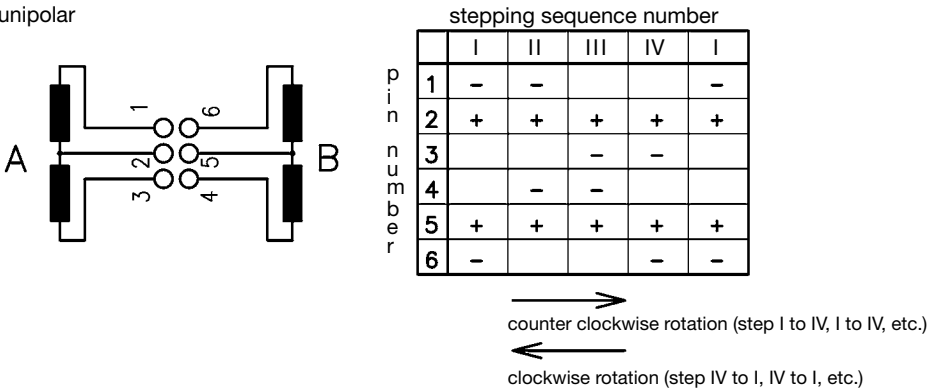 unipolar
A
1
2
3
6
5
4
B
stepping sequence number
pin number
I II III IV I
1 – – –
2 + + + + +
3 – –
4 – –
5 + + + + +
6 – – –
counter clockwise rotation (step I to IV, I to IV, etc.)
clockwise rotation (step IV to I, IV to I, etc.)